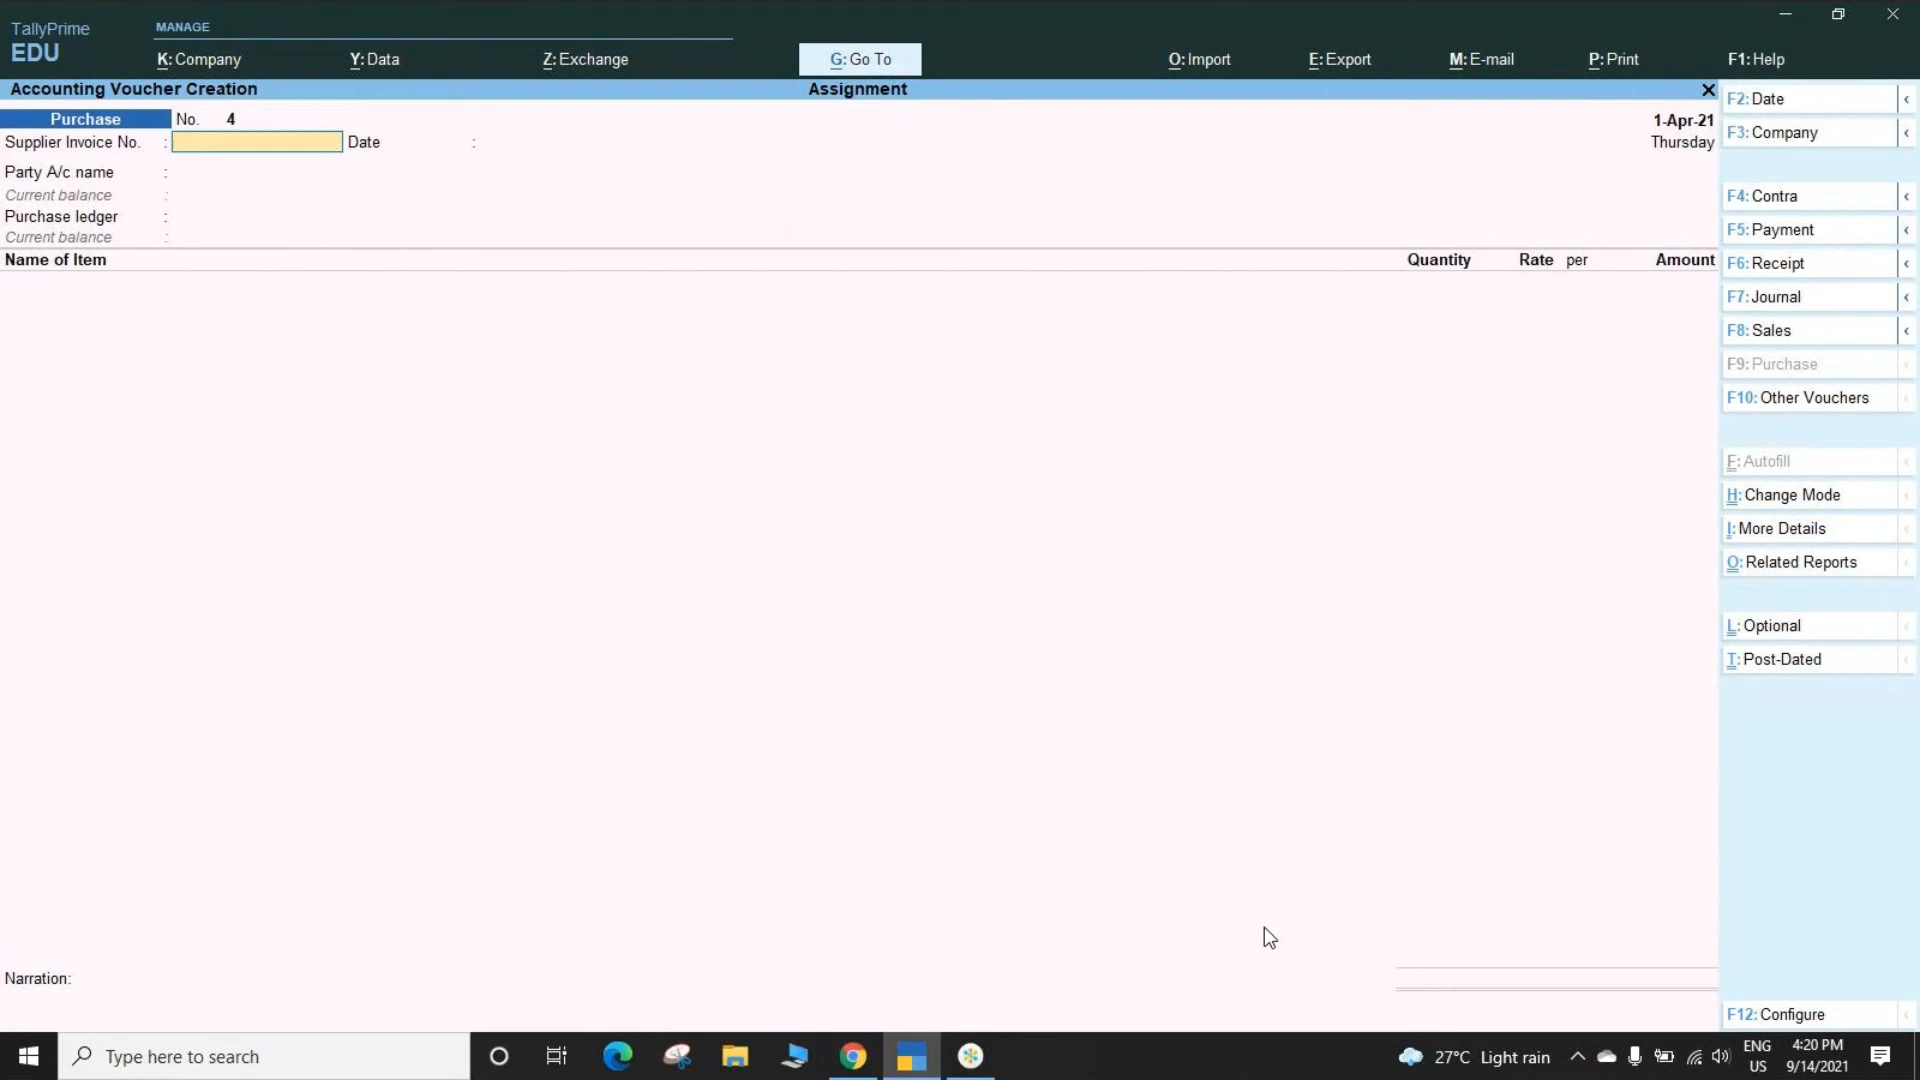 TallyPrime
EDU
MANAGE
K: Company
Y: Data
Z: Exchange
G: Go To
O: Import
E: Export
M: E-mail
P: Print
F1: Help
Accounting Voucher Creation
Assignment
Purchase No. 4
1-Apr-21
Supplier Invoice No. : Date :
Thursday
Party A/c name :
Current balance :
Purchase ledger :
Current balance :
Name of Item Quantity Rate per Amount
Narration:
F2: Date
F3: Company
F4: Contra
F5: Payment
F6: Receipt
F7: Journal
F8: Sales
F9: Purchase
F10: Other Vouchers
F: Autofill
H: Change Mode
I: More Details
O: Related Reports
L: Optional
T: Post-Dated
F12: Configure
Type here to search
27°C Light rain
ENG
US
4:20 PM
9/14/2021